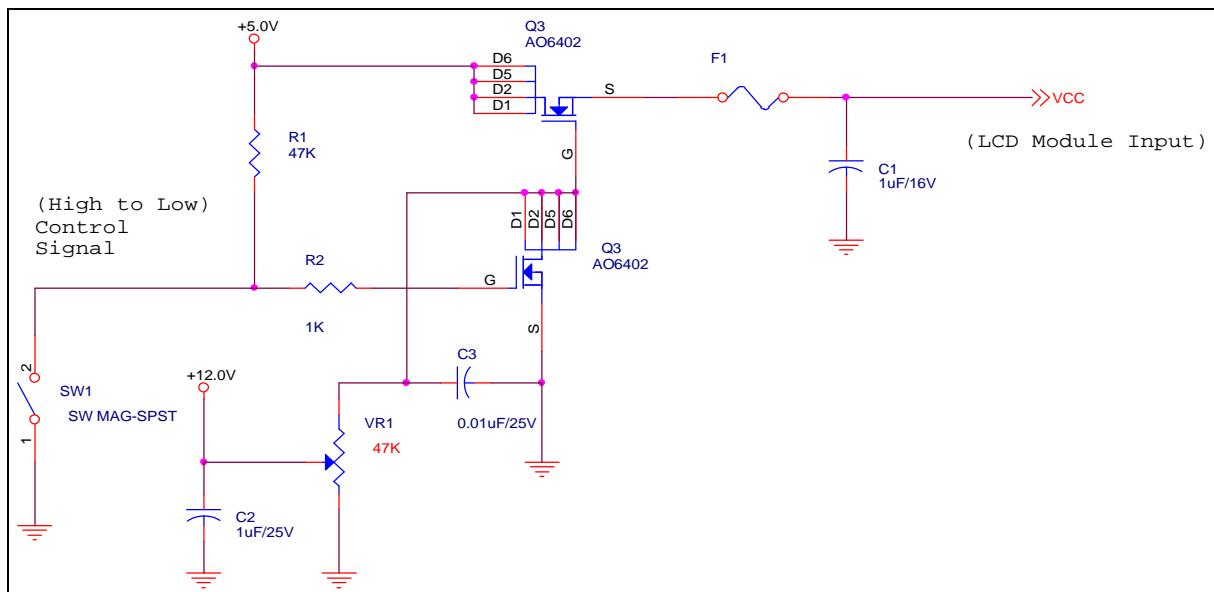 +5.0V
Q3
AO6402
D6
D5
D2
D1
S
F1
VCC
(LCD Module Input)
R1
47K
G
C1
1uF/16V
(High to Low)
Control
Signal
D1
D2
D5
D6
Q3
AO6402
R2
1K
G
S
2
SW1
SW MAG-SPST
1
+12.0V
C3
0.01uF/25V
VR1
47K
C2
1uF/25V